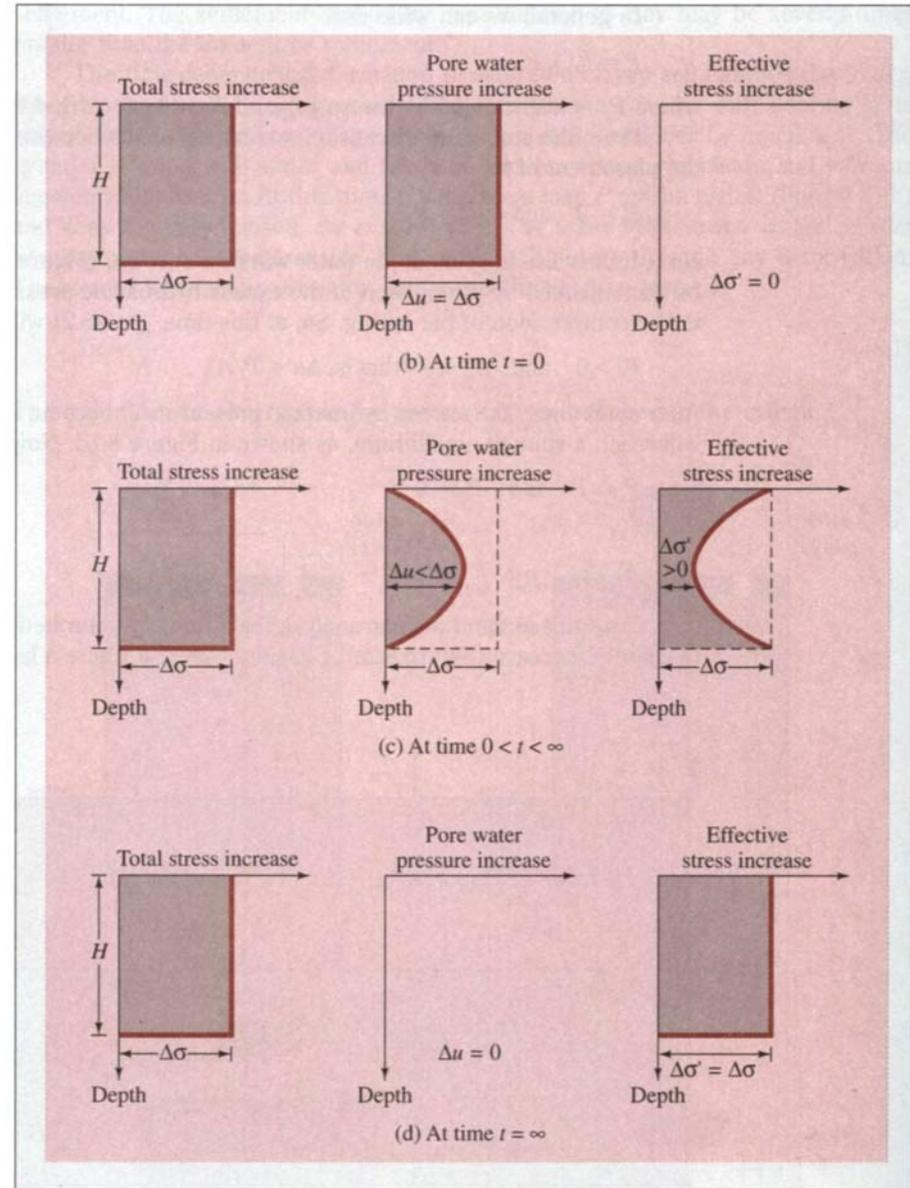 Total stress increase
Pore water
pressure increase
Effective
stress increase
H
Δσ
Δu = Δσ
Δσ' = 0
Depth
Depth
Depth
(b) At time t = 0
Total stress increase
Pore water
pressure increase
Effective
stress increase
H
Δu<Δσ
Δσ'
>0
Δσ
Δσ
Δσ
Depth
Depth
Depth
(c) At time 0 < t < ∞
Total stress increase
Pore water
pressure increase
Effective
stress increase
H
Δσ
Δu = 0
Δσ' = Δσ
Depth
Depth
Depth
(d) At time t = ∞